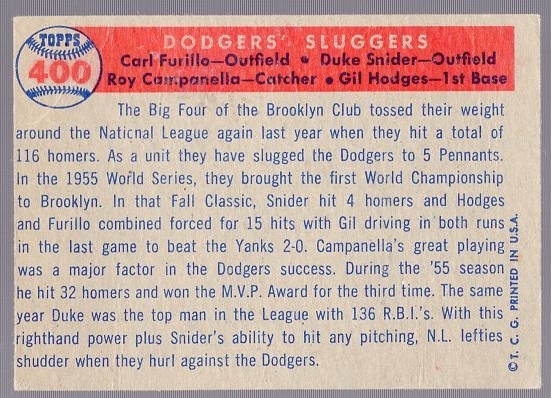 TOPPS
400
DODGERS' SLUGGERS
Carl Furillo—Outfield • Duke Snider—Outfield
Roy Campanella—Catcher • Gil Hodges—1st Base
The Big Four of the Brooklyn Club tossed their weight
around the National League again last year when they hit a total of
116 homers. As a unit they have slugged the Dodgers to 5 Pennants.
In the 1955 World Series, they brought the first World Championship
to Brooklyn. In that Fall Classic, Snider hit 4 homers and Hodges
and Furillo combined forced for 15 hits with Gil driving in both runs
in the last game to beat the Yanks 2-0. Campanella's great playing
was a major factor in the Dodgers success. During the '55 season
he hit 32 homers and won the M.V.P. Award for the third time. The same
year Duke was the top man in the League with 136 R.B.I.'s. With this
righthand power plus Snider's ability to hit any pitching, N.L. lefties
shudder when they hurl against the Dodgers.
©T. C. G. PRINTED IN U.S.A.